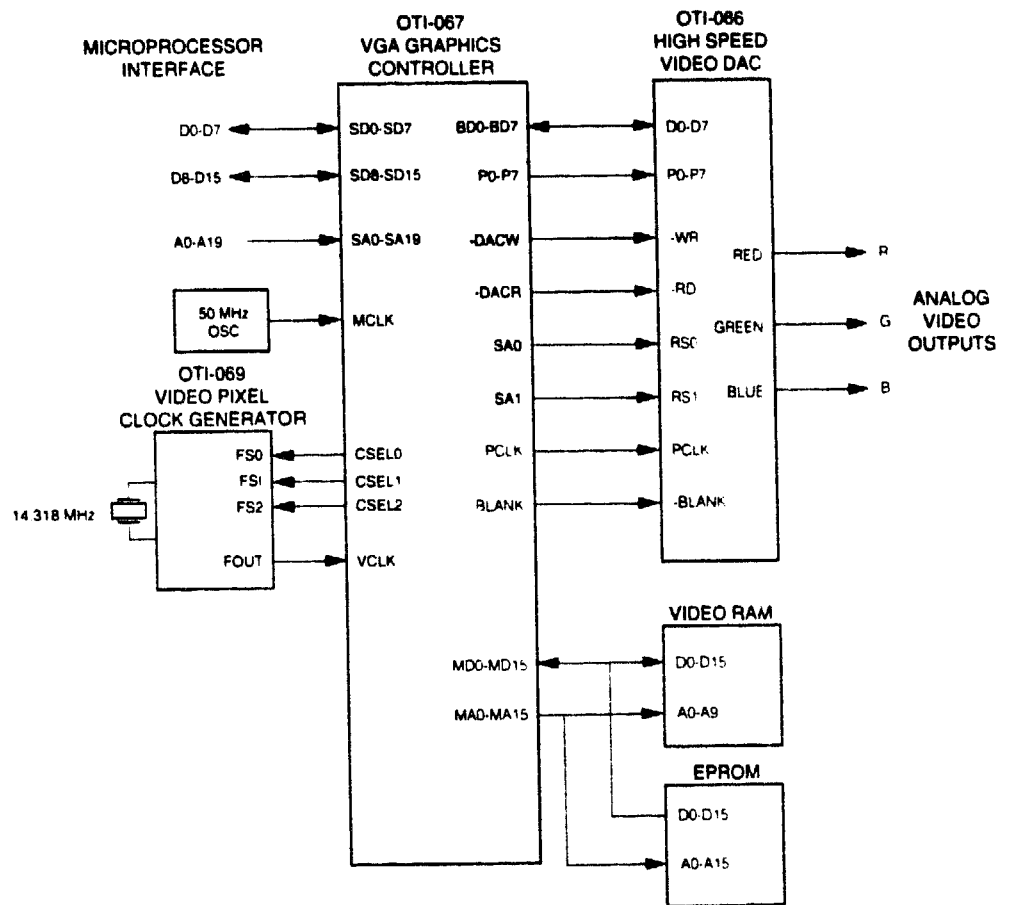 OTI-067
VGA GRAPHICS
CONTROLLER
OTI-066
HIGH SPEED
VIDEO DAC
MICROPROCESSOR
INTERFACE
D0-D7
SD0-SD7
BD0-BD7
D0-D7
D8-D15
SD8-SD15
P0-P7
P0-P7
A0-A19
SA0-SA19
-DACW
-WR
RED
R
-DACR
-RD
50 MHz
OSC
MCLK
ANALOG
VIDEO
OUTPUTS
GREEN
G
SA0
RS0
OTI-069
VIDEO PIXEL
CLOCK GENERATOR
SA1
RS1
BLUE
B
FS0
CSEL0
PCLK
PCLK
FS1
CSEL1
FS2
CSEL2
BLANK
-BLANK
14.318 MHz
FOUT
VCLK
VIDEO RAM
MD0-MD15
D0-D15
MA0-MA15
A0-A9
EPROM
D0-D15
A0-A15